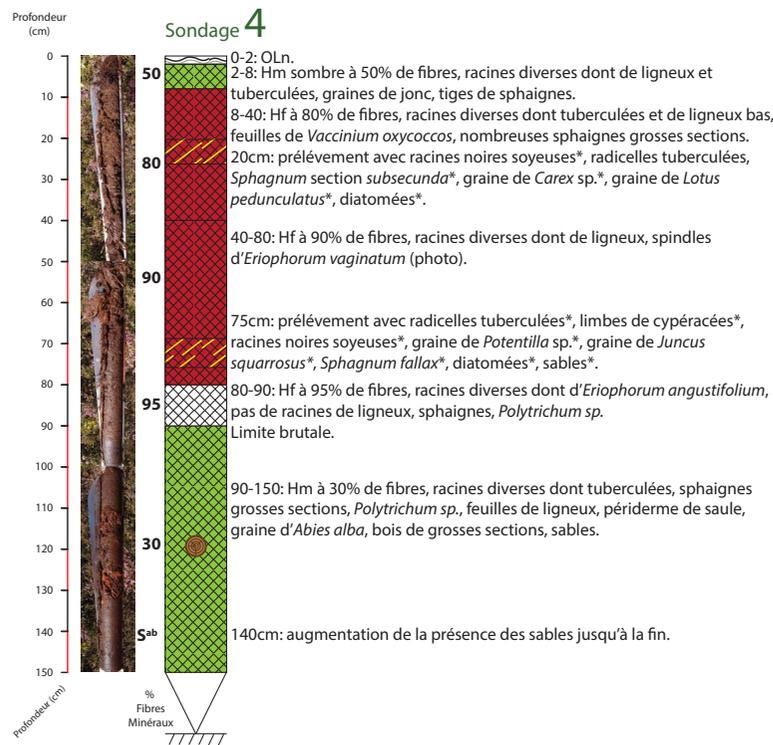 Profondeur
(cm)
Sondage 4
0
10
20
30
40
50
60
70
80
90
100
110
120
130
140
150
Profondeur (cm)
50
80
90
95
30
Sab
%
Fibres
Minéraux
0-2: OLn.
2-8: Hm sombre à 50% de fibres, racines diverses dont de ligneux et
tuberculées, graines de jonc, tiges de sphaignes.
8-40: Hf à 80% de fibres, racines diverses dont tuberculées et de ligneux bas,
feuilles de Vaccinium oxycoccos, nombreuses sphaignes grosses sections.
20cm: prélévement avec racines noires soyeuses*, radicelles tuberculées,
Sphagnum section subsecunda*, graine de Carex sp.*, graine de Lotus
pedunculatus*, diatomées*.
40-80: Hf à 90% de fibres, racines diverses dont de ligneux, spindles
d'Eriophorum vaginatum (photo).
75cm: prélévement avec radicelles tuberculées*, limbes de cypéracées*,
racines noires soyeuses*, graine de Potentilla sp.*, graine de Juncus
squarrosus*, Sphagnum fallax*, diatomées*, sables*.
80-90: Hf à 95% de fibres, racines diverses dont d'Eriophorum angustifolium,
pas de racines de ligneux, sphaignes, Polytrichum sp.
Limite brutale.
90-150: Hm à 30% de fibres, racines diverses dont tuberculées, sphaignes
grosses sections, Polytrichum sp., feuilles de ligneux, périderme de saule,
graine d'Abies alba, bois de grosses sections, sables.
140cm: augmentation de la présence des sables jusqu'à la fin.